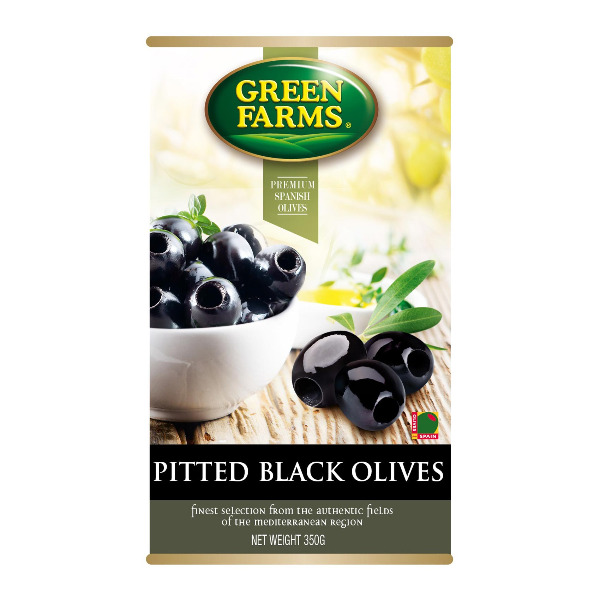 GREEN
FARMS®
PREMIUM
SPANISH
OLIVES
OLIVES
SPAIN
PITTED BLACK OLIVES
finest selection from the authentic fields
of the mediterranean region
NET WEIGHT 350G